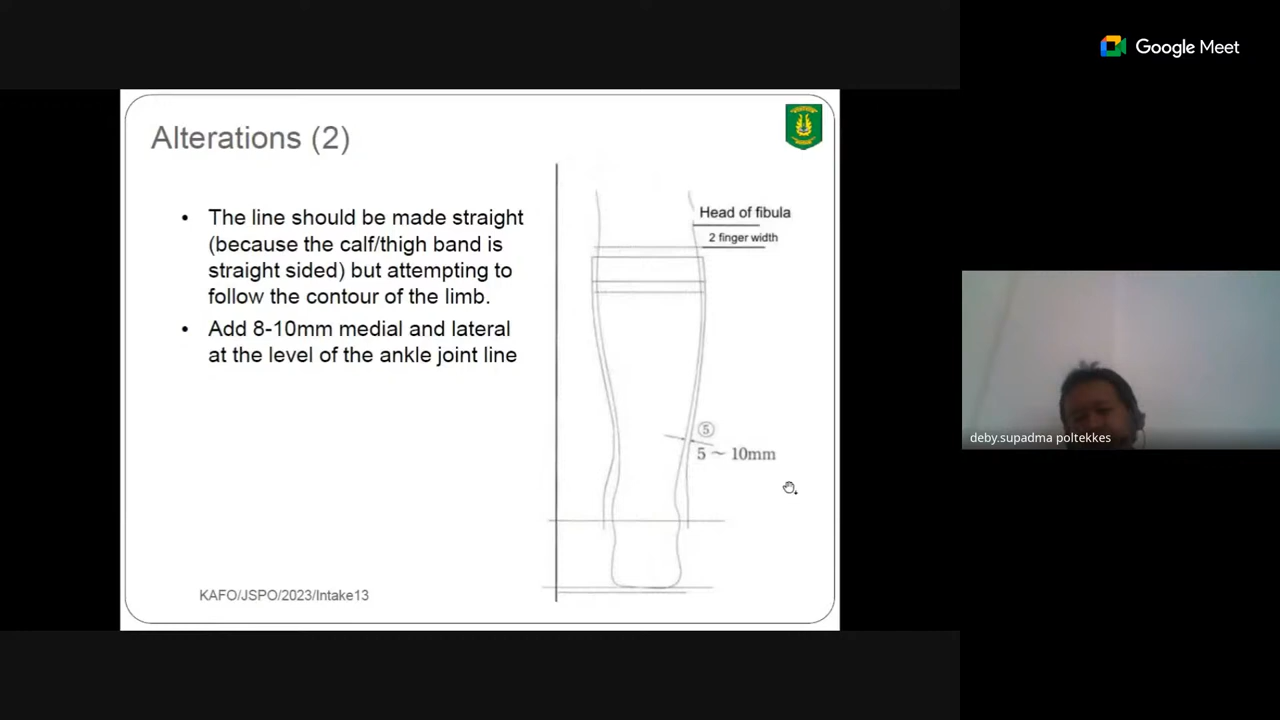 Google Meet
Alterations (2)
• The line should be made straight
(because the calf/thigh band is
straight sided) but attempting to
follow the contour of the limb.
• Add 8-10mm medial and lateral
at the level of the ankle joint line
Head of fibula
2 finger width
⑤
5 ~ 10mm
KAFO/JSPO/2023/Intake13
deby.supadma poltekkes